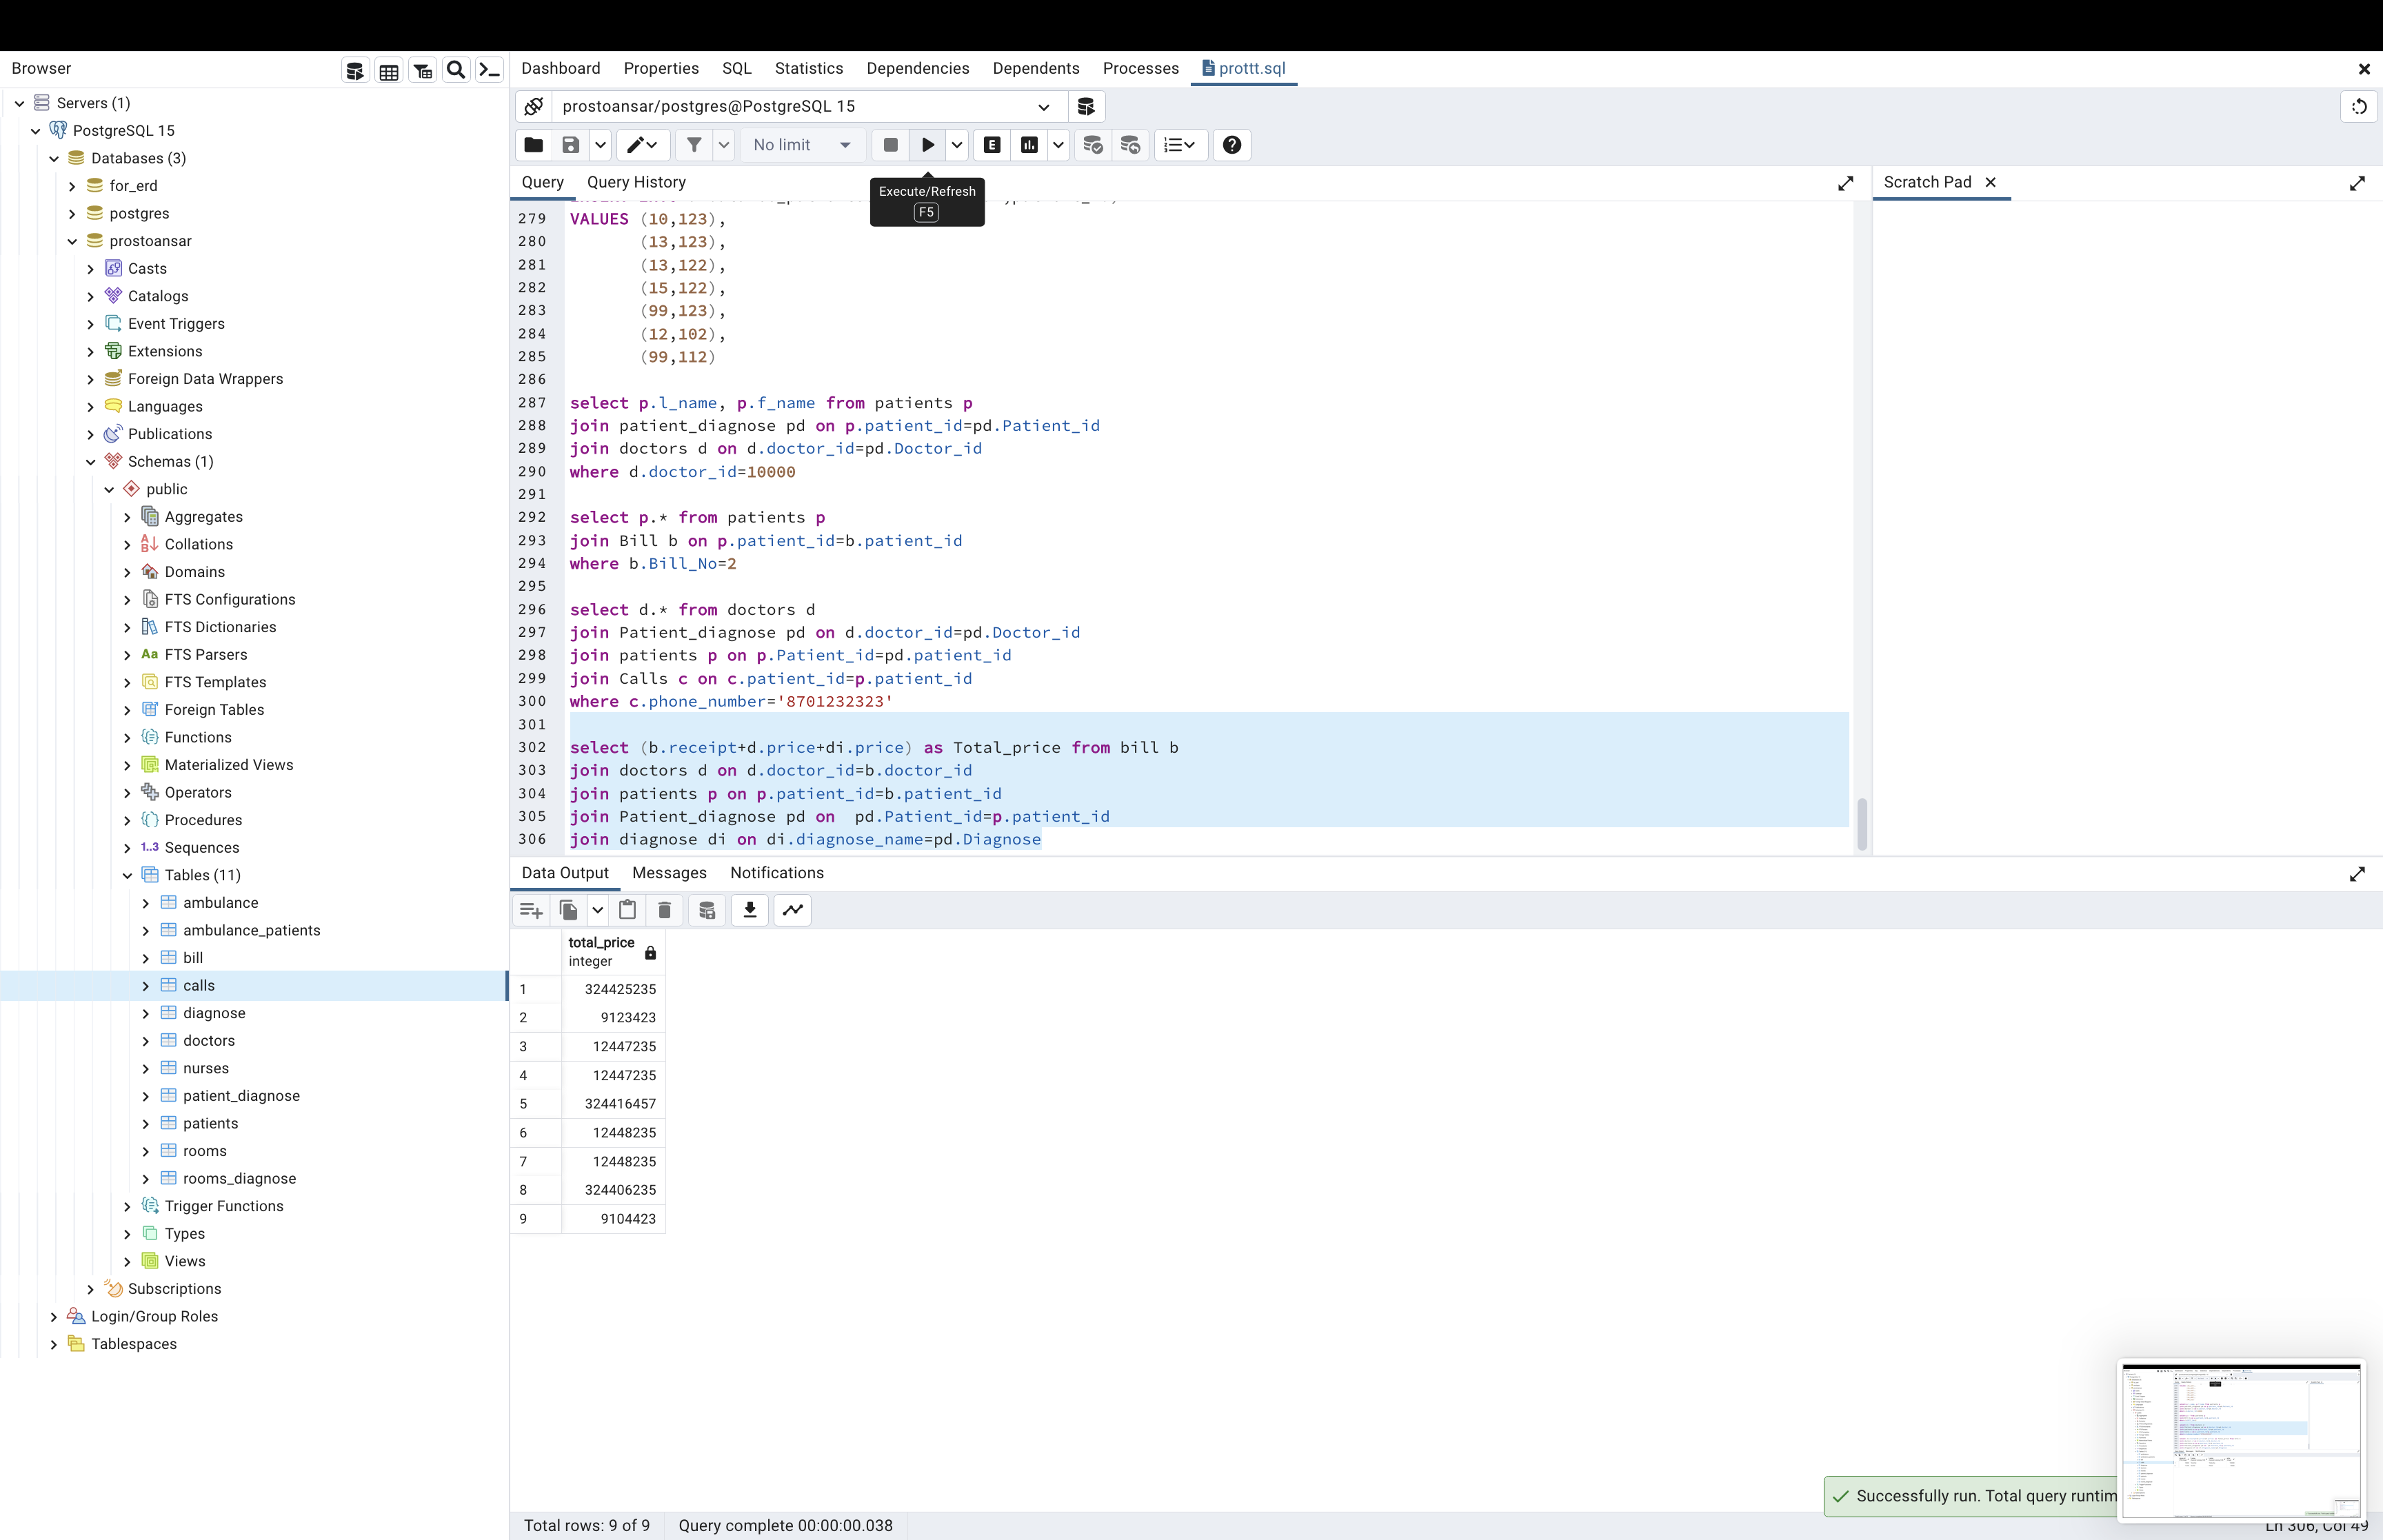 Browser
Servers (1)
PostgreSQL 15
Databases (3)
for_erd
postgres
prostoansar
Casts
Catalogs
Event Triggers
Extensions
Foreign Data Wrappers
Languages
Publications
Schemas (1)
public
Aggregates
Collations
Domains
FTS Configurations
FTS Dictionaries
Aa FTS Parsers
FTS Templates
Foreign Tables
Functions
Materialized Views
Operators
Procedures
1..3 Sequences
Tables (11)
ambulance
ambulance_patients
bill
calls
diagnose
doctors
nurses
patient_diagnose
patients
rooms
rooms_diagnose
Trigger Functions
Types
Views
Subscriptions
Login/Group Roles
Tablespaces
Dashboard Properties SQL Statistics Dependencies Dependents Processes prottt.sql
prostoansar/postgres@PostgreSQL 15
No limit
Query Query History
Execute/Refresh
F5
Scratch Pad
279 VALUES (10,123),
280 (13,123),
281 (13,122),
282 (15,122),
283 (99,123),
284 (12,102),
285 (99,112)
286
287 select p.l_name, p.f_name from patients p
288 join patient_diagnose pd on p.patient_id=pd.Patient_id
289 join doctors d on d.doctor_id=pd.Doctor_id
290 where d.doctor_id=10000
291
292 select p.* from patients p
293 join Bill b on p.patient_id=b.patient_id
294 where b.Bill_No=2
295
296 select d.* from doctors d
297 join Patient_diagnose pd on d.doctor_id=pd.Doctor_id
298 join patients p on p.Patient_id=pd.patient_id
299 join Calls c on c.patient_id=p.patient_id
300 where c.phone_number='8701232323'
301
302 select (b.receipt+d.price+di.price) as Total_price from bill b
303 join doctors d on d.doctor_id=b.doctor_id
304 join patients p on p.patient_id=b.patient_id
305 join Patient_diagnose pd on  pd.Patient_id=p.patient_id
306 join diagnose di on di.diagnose_name=pd.Diagnose
Data Output Messages Notifications
total_price
integer
1 324425235
2 9123423
3 12447235
4 12447235
5 324416457
6 12448235
7 12448235
8 324406235
9 9104423
Successfully run. Total query runtim
Total rows: 9 of 9 Query complete 00:00:00.038
Ln 306, Col 49